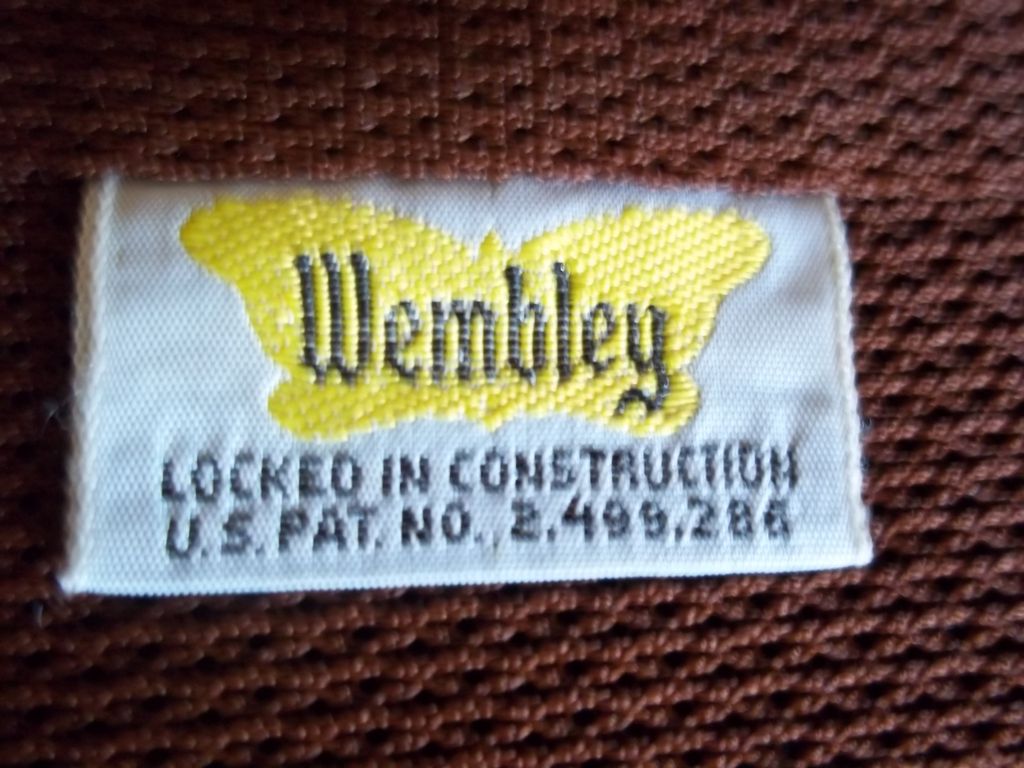 Wembley
LOCKED IN CONSTRUCTION
U.S. PAT. NO. 2.499.286